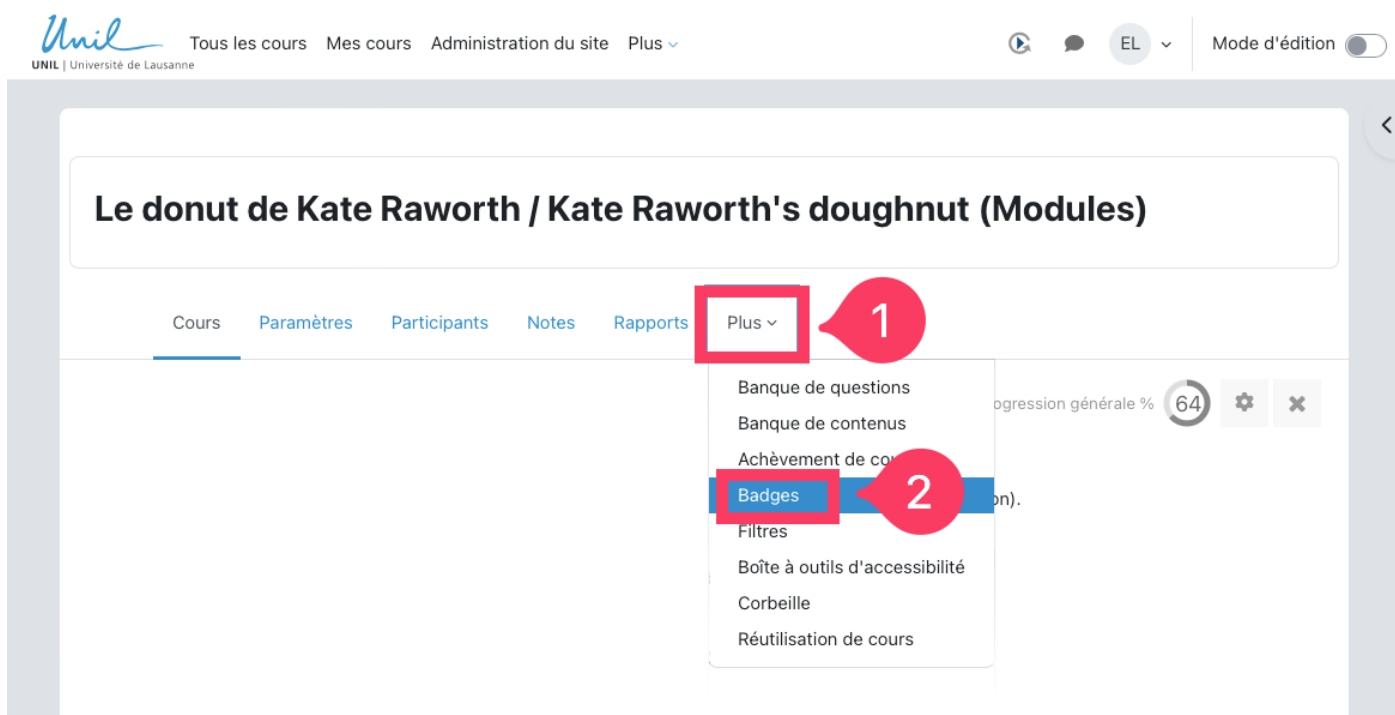 Unil
UNIL | Université de Lausanne
Tous les cours Mes cours Administration du site Plus
EL
Mode d'édition
Le donut de Kate Raworth / Kate Raworth's doughnut (Modules)
Cours Paramètres Participants Notes Rapports Plus
1
Banque de questions
ogression générale % 64
Banque de contenus
Achèvement de co
Badges
2
on).
Filtres
Boîte à outils d'accessibilité
Corbeille
Réutilisation de cours